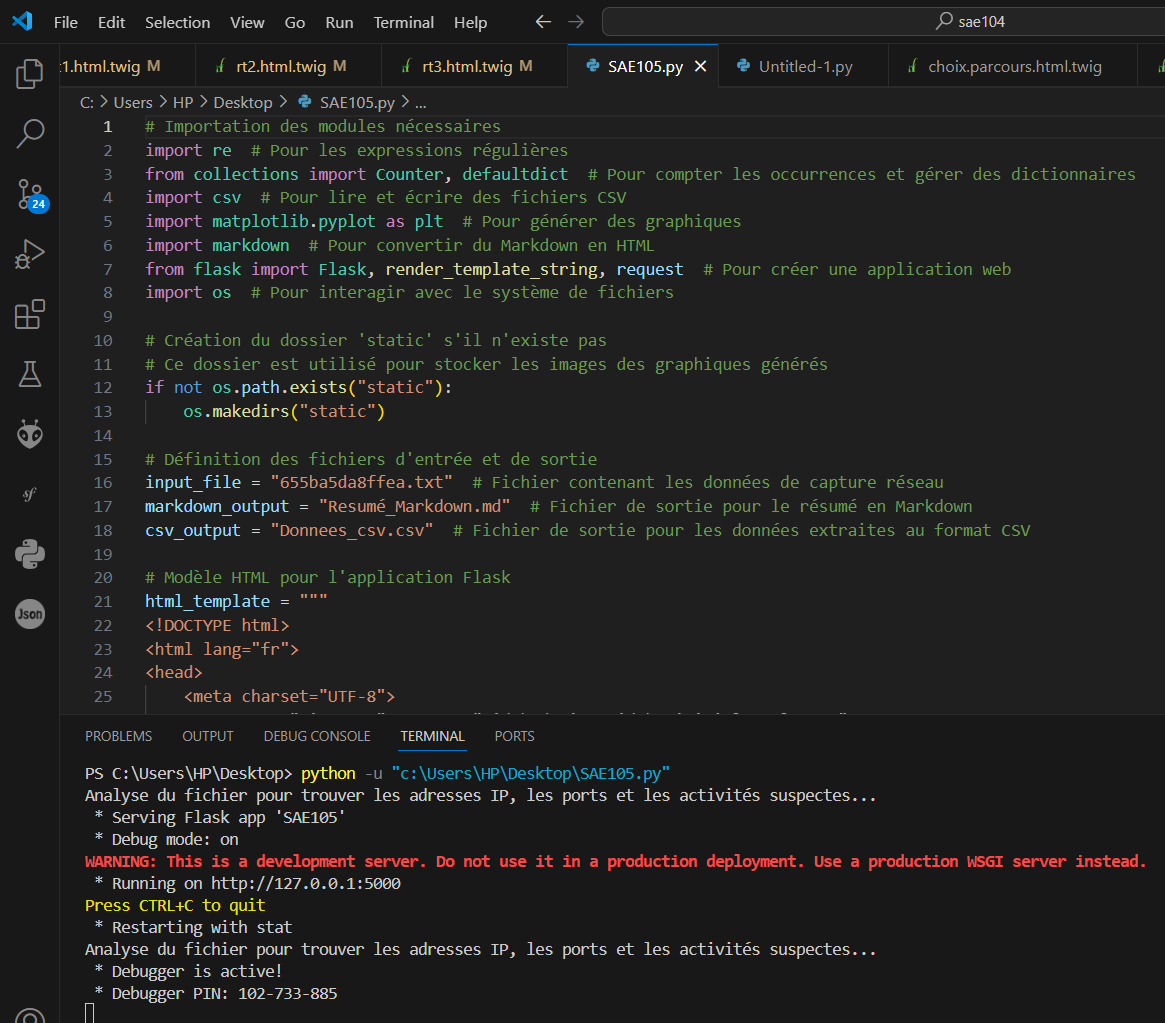 File Edit Selection View Go Run Terminal Help sae104
t1.html.twig M rt2.html.twig M rt3.html.twig M SAE105.py Untitled-1.py choix.parcours.html.twig
C: > Users > HP > Desktop > SAE105.py > ...
1 # Importation des modules nécessaires
2 import re # Pour les expressions régulières
3 from collections import Counter, defaultdict # Pour compter les occurrences et gérer des dictionnaires
4 import csv # Pour lire et écrire des fichiers CSV
5 import matplotlib.pyplot as plt # Pour générer des graphiques
6 import markdown # Pour convertir du Markdown en HTML
7 from flask import Flask, render_template_string, request # Pour créer une application web
8 import os # Pour interagir avec le système de fichiers
9
10 # Création du dossier 'static' s'il n'existe pas
11 # Ce dossier est utilisé pour stocker les images des graphiques générés
12 if not os.path.exists("static"):
13 os.makedirs("static")
14
15 # Définition des fichiers d'entrée et de sortie
16 input_file = "655ba5da8ffea.txt" # Fichier contenant les données de capture réseau
17 markdown_output = "Resumé_Markdown.md" # Fichier de sortie pour le résumé en Markdown
18 csv_output = "Donnees_csv.csv" # Fichier de sortie pour les données extraites au format CSV
19
20 # Modèle HTML pour l'application Flask
21 html_template = """
22 <!DOCTYPE html>
23 <html lang="fr">
24 <head>
25 <meta charset="UTF-8">
24
sf
Json
PROBLEMS OUTPUT DEBUG CONSOLE TERMINAL PORTS
PS C:\Users\HP\Desktop> python -u "c:\Users\HP\Desktop\SAE105.py"
Analyse du fichier pour trouver les adresses IP, les ports et les activités suspectes...
* Serving Flask app 'SAE105'
* Debug mode: on
WARNING: This is a development server. Do not use it in a production deployment. Use a production WSGI server instead.
* Running on http://127.0.0.1:5000
Press CTRL+C to quit
* Restarting with stat
Analyse du fichier pour trouver les adresses IP, les ports et les activités suspectes...
* Debugger is active!
* Debugger PIN: 102-733-885